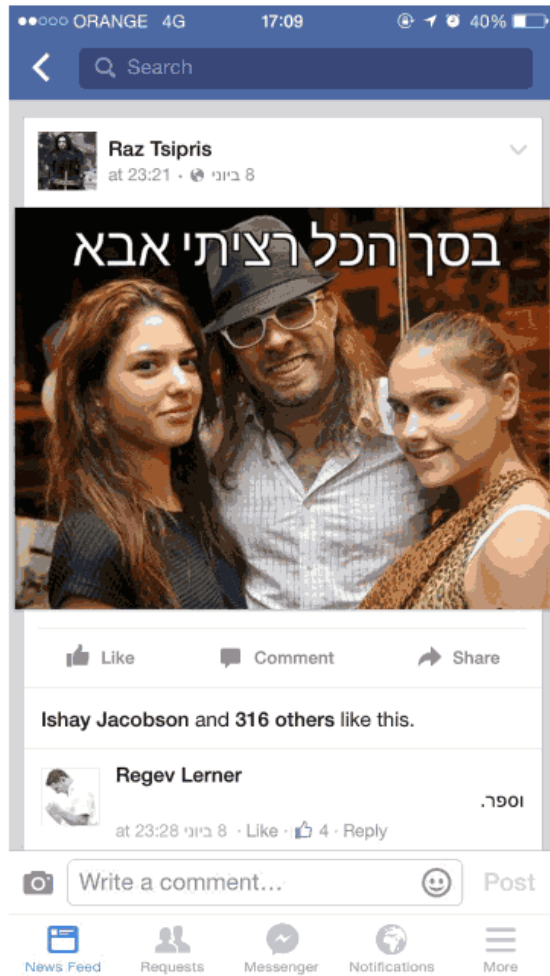 ORANGE 4G 17:09 40%
Search
Raz Tsipris
8 ביוני at 23:21
בסך הכל רציתי אבא
Like Comment Share
Ishay Jacobson and 316 others like this.
Regev Lerner
וספר.
8 ביוני at 23:28 · Like · 4 · Reply
Write a comment... Post
News Feed Requests Messenger Notifications More